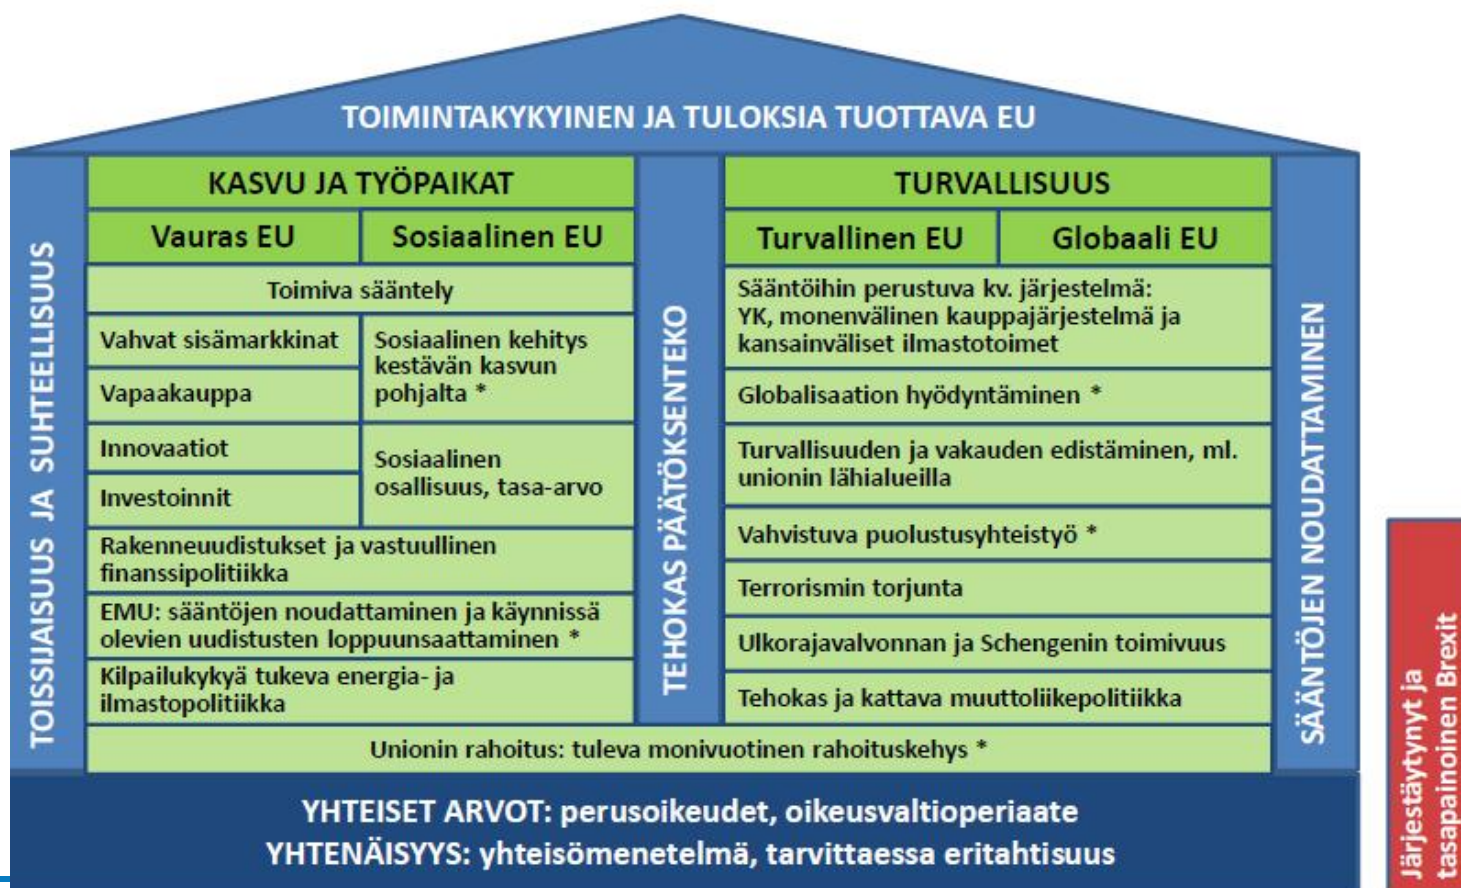 TOIMINTAKYKYINEN JA TULOKSIA TUOTTAVA EU
TOISSIJAISUUS JA SUHTEELLISUUS
KASVU JA TYÖPAIKAT
Vauras EU
Sosiaalinen EU
Toimiva sääntely
Vahvat sisämarkkinat
Vapaakauppa
Innovaatiot
Investoinnit
Sosiaalinen kehitys
kestävän kasvun
pohjalta *
Sosiaalinen
osallisuus, tasa-arvo
Rakenneuudistukset ja vastuullinen
finanssipolitiikka
EMU: sääntöjen noudattaminen ja käynnissä
olevien uudistusten loppuunsaattaminen *
Kilpailukykyä tukeva energia- ja
ilmastopolitiikka
TEHOKAS PÄÄTÖKSENTEKO
TURVALLISUUS
Turvallinen EU
Globaali EU
Sääntöihin perustuva kv. järjestelmä:
YK, monenvälinen kauppajärjestelmä ja
kansainväliset ilmastotoimet
Globalisaation hyödyntäminen *
Turvallisuuden ja vakauden edistäminen, ml.
unionin lähialueilla
Vahvistuva puolustusyhteistyö *
Terrorismin torjunta
Ulkorajavalvonnan ja Schengenin toimivuus
Tehokas ja kattava muuttoliikepolitiikka
SÄÄNTÖJEN NOUDATTAMINEN
Unionin rahoitus: tuleva monivuotinen rahoituskehys *
YHTEISET ARVOT: perusoikeudet, oikeusvaltioperiaate
YHTENÄISYYS: yhteisömenetelmä, tarvittaessa eritahtisuus
Järjestäytynyt ja
tasapainoinen Brexit